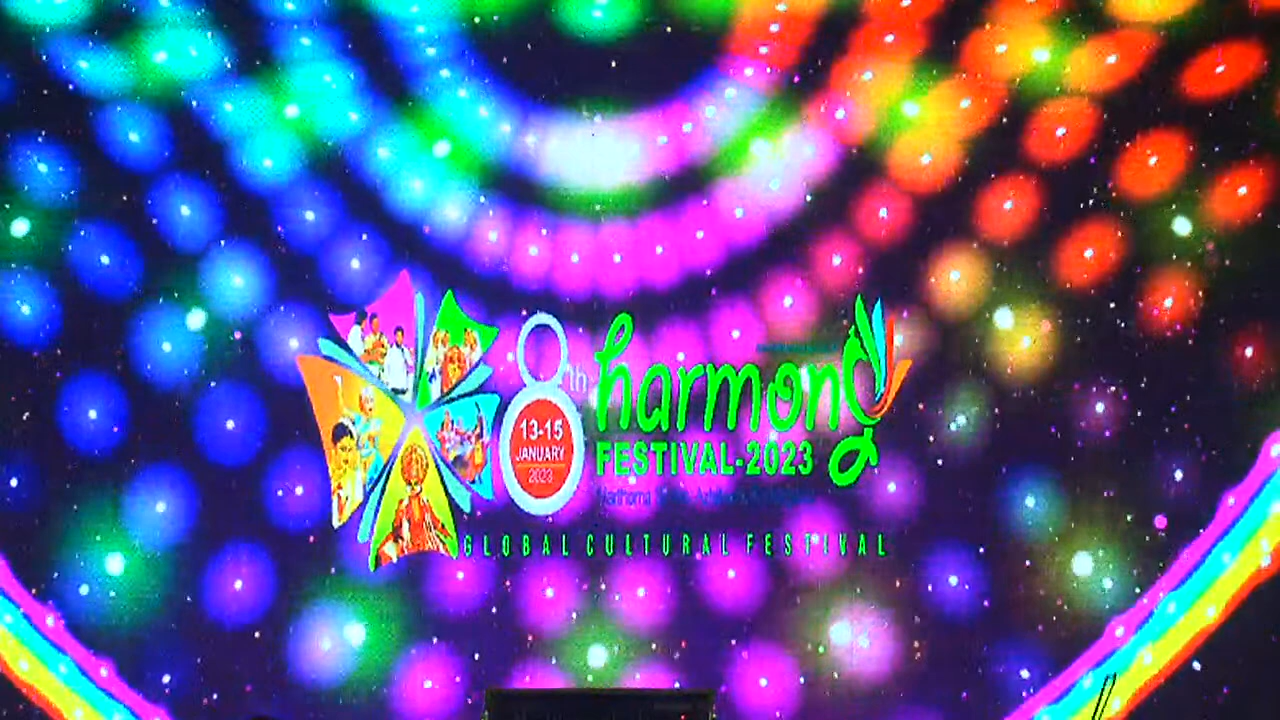 8th
13-15
JANUARY
2023
harmony
FESTIVAL-2023
GLOBAL CULTURAL FESTIVAL